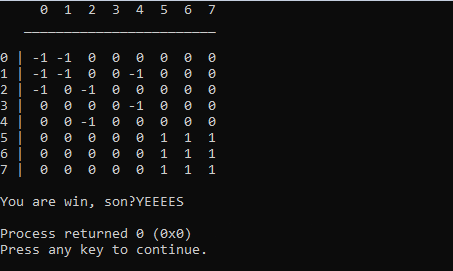 0 1 2 3 4 5 6 7
________________________
0 | -1 -1 0 0 0 0 0 0
1 | -1 -1 0 0 -1 0 0 0
2 | -1 0 -1 0 0 0 0 0
3 | 0 0 0 0 -1 0 0 0
4 | 0 0 -1 0 0 0 0 0
5 | 0 0 0 0 0 1 1 1
6 | 0 0 0 0 0 1 1 1
7 | 0 0 0 0 0 1 1 1
You are win, son?YEEEES
Process returned 0 (0x0)
Press any key to continue.